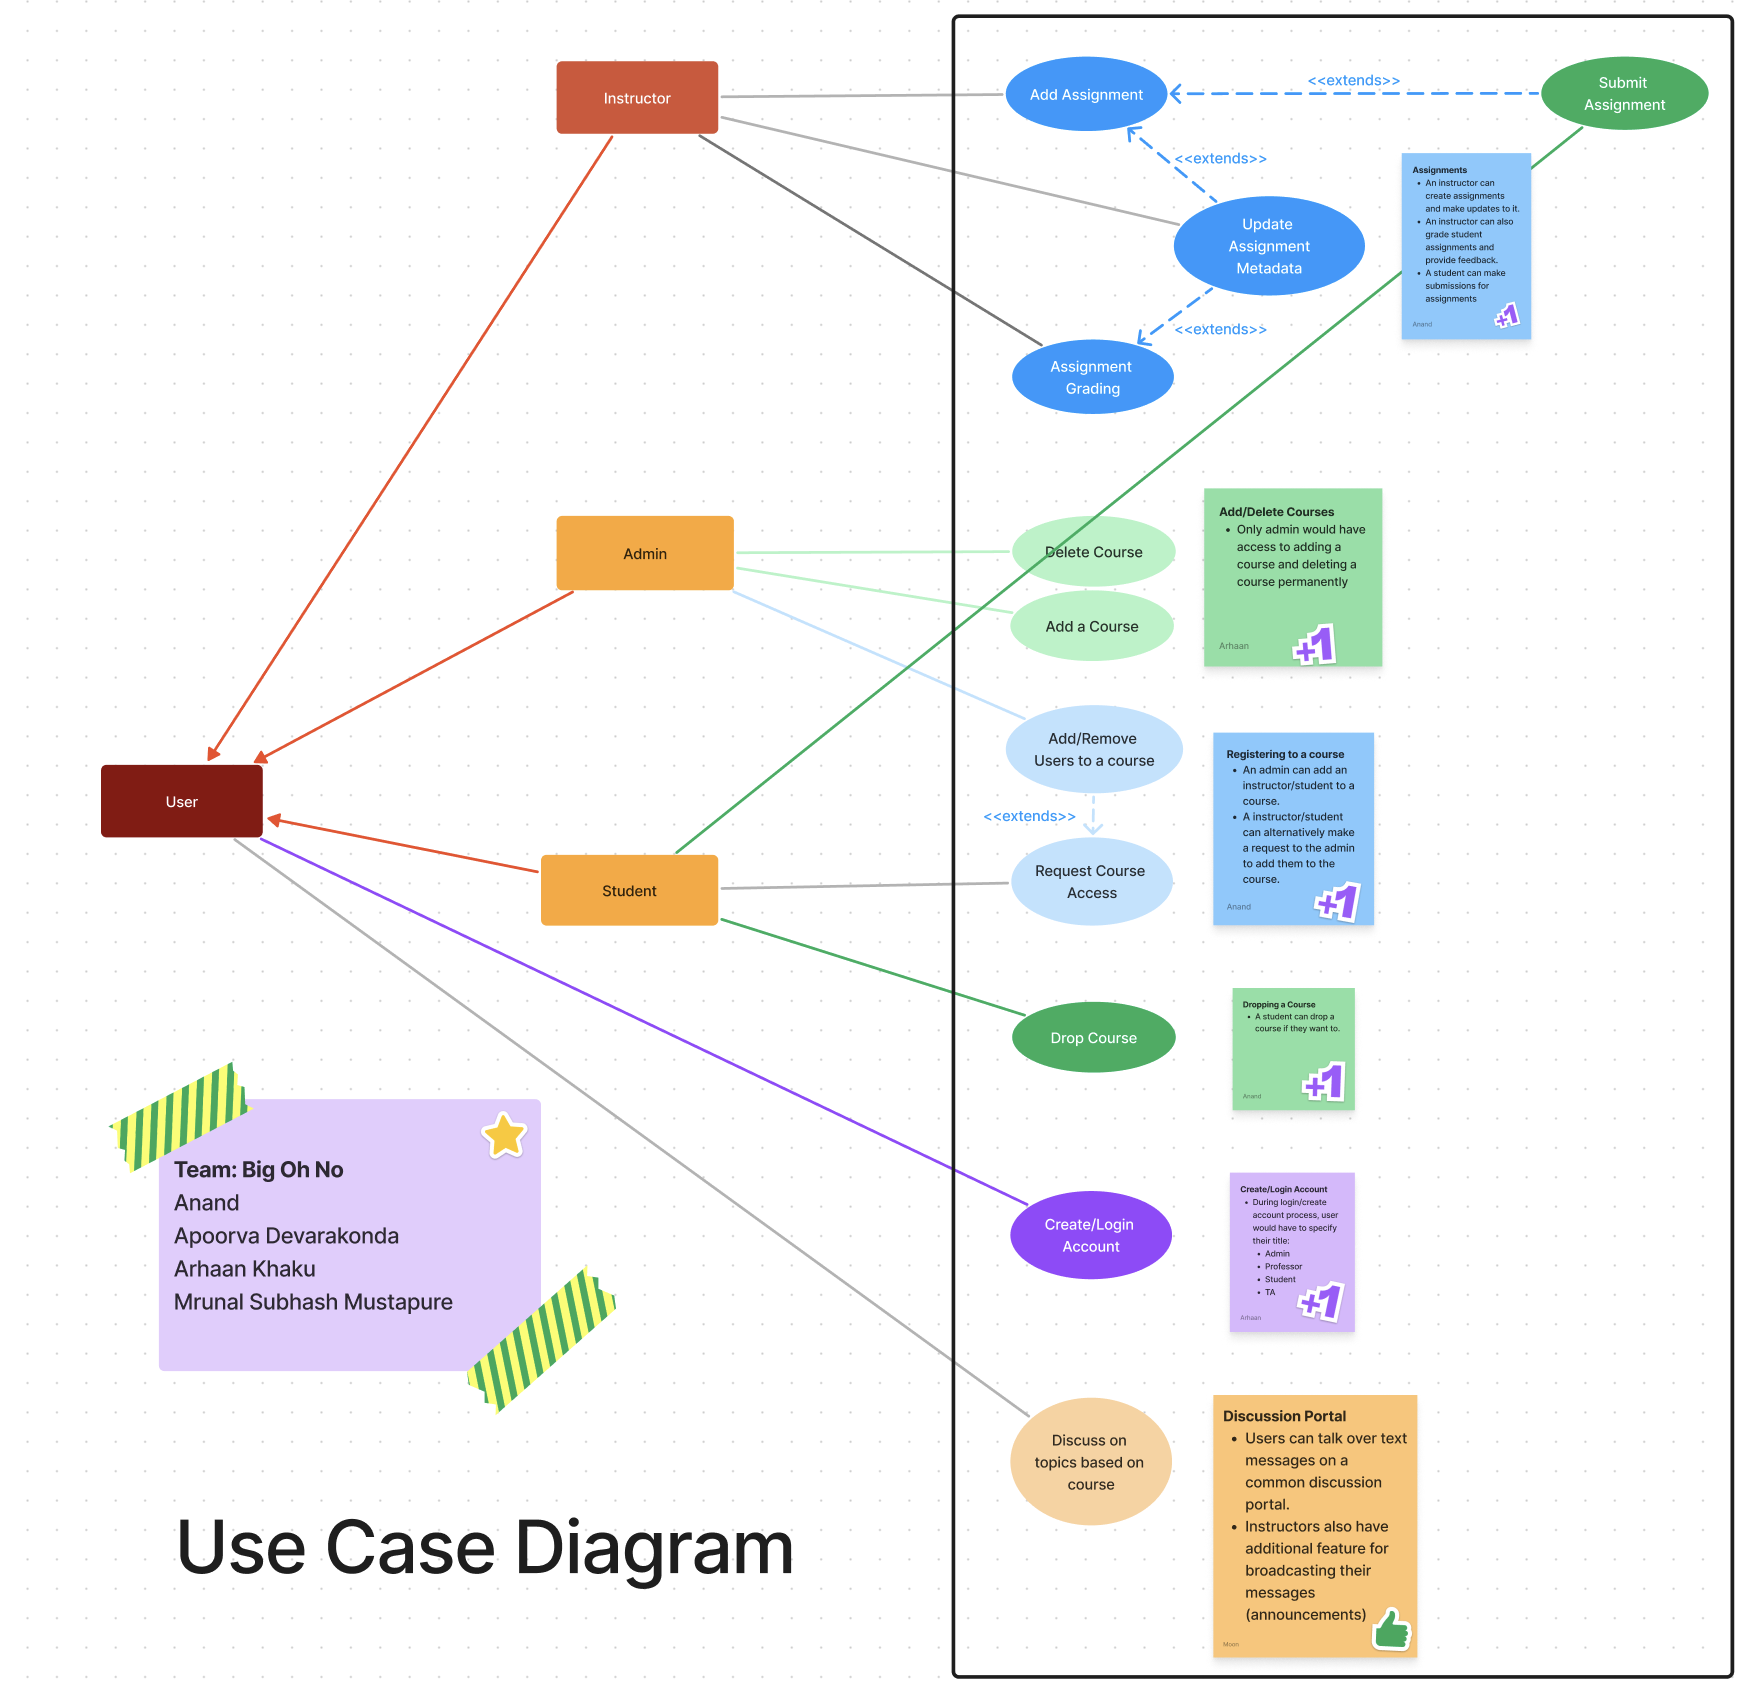 Instructor
Add Assignment
<<extends>>
Submit
Assignment
<<extends>>
Update
Assignment
Metadata
<<extends>>
Assignment
Grading
Assignments
• An instructor can
create assignments
and make updates to it.
• An instructor can also
grade student
assignments and
provide feedback.
• A student can make
submissions for
assignments
Anand
+1
Admin
Delete Course
Add a Course
Add/Delete Courses
• Only admin would have
access to adding a
course and deleting a
course permanently
Arhaan
+1
Add/Remove
Users to a course
<<extends>>
Request Course
Access
Registering to a course
• An admin can add an
instructor/student to a
course.
• A instructor/student
can alternatively make
a request to the admin
to add them to the
course.
Anand
+1
User
Student
Drop Course
Dropping a Course
• A student can drop a
course if they want to.
Anand
+1
Create/Login
Account
Create/Login Account
• During login/create
account process, user
would have to specify
their title:
• Admin
• Professor
• Student
• TA
Arhaan
+1
Team: Big Oh No
Anand
Apoorva Devarakonda
Arhaan Khaku
Mrunal Subhash Mustapure
Discuss on
topics based on
course
Discussion Portal
• Users can talk over text
messages on a
common discussion
portal.
• Instructors also have
additional feature for
broadcasting their
messages
(announcements)
Moon
Use Case Diagram